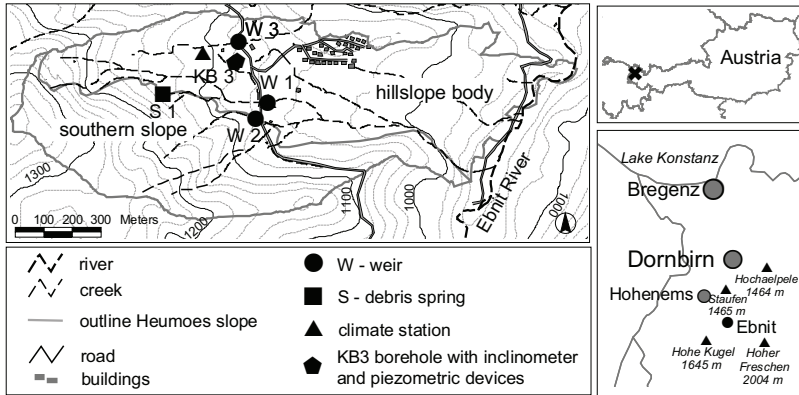 W 3
KB 3
W 1
S 1
W 2
hillslope body
southern slope
1300
1200
1100
1000
1000
Ebnit River
0 100 200 300 Meters
river
creek
outline Heumoes slope
road
buildings
W - weir
S - debris spring
climate station
KB3 borehole with inclinometer
and piezometric devices
Austria
Lake Konstanz
Bregenz
Dornbirn
Hochaelpele
1464 m
Hohenems
Staufen
1465 m
Ebnit
Hohe Kugel
1645 m
Hoher
Freschen
2004 m